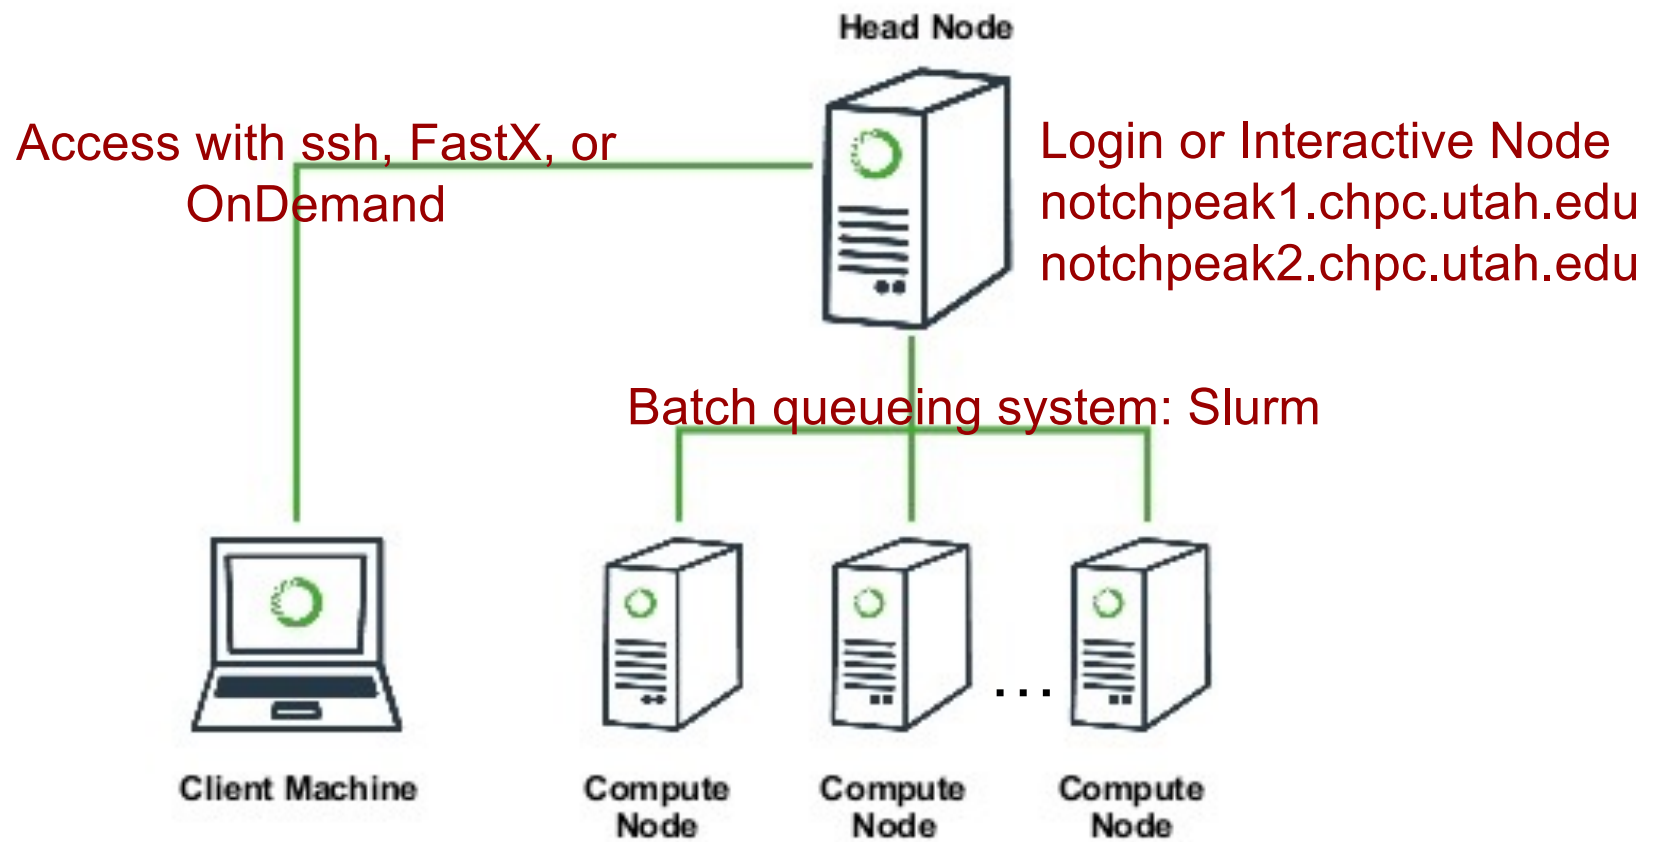 Head Node
Access with ssh, FastX, or
OnDemand
Login or Interactive Node
notchpeak1.chpc.utah.edu
notchpeak2.chpc.utah.edu
Batch queueing system: Slurm
...
Client Machine
Compute
Node
Compute
Node
Compute
Node